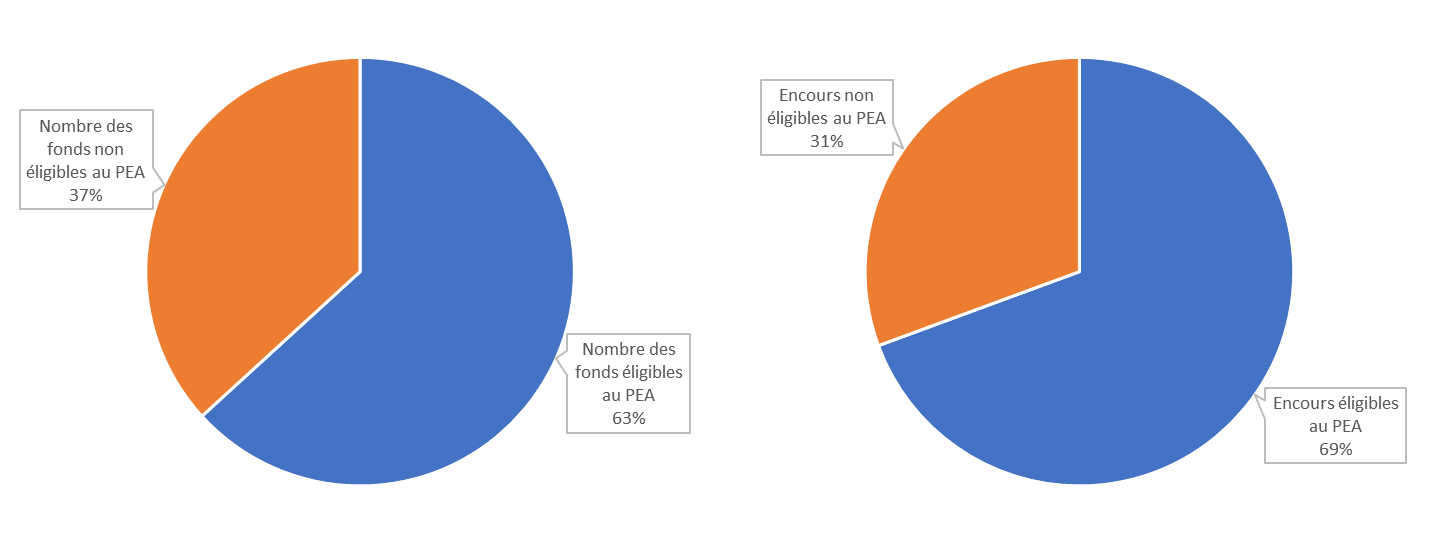 Nombre des
fonds non
éligibles au PEA
37%
Nombre des
fonds éligibles
au PEA
63%
Encours non
éligibles au PEA
31%
Encours éligibles
au PEA
69%